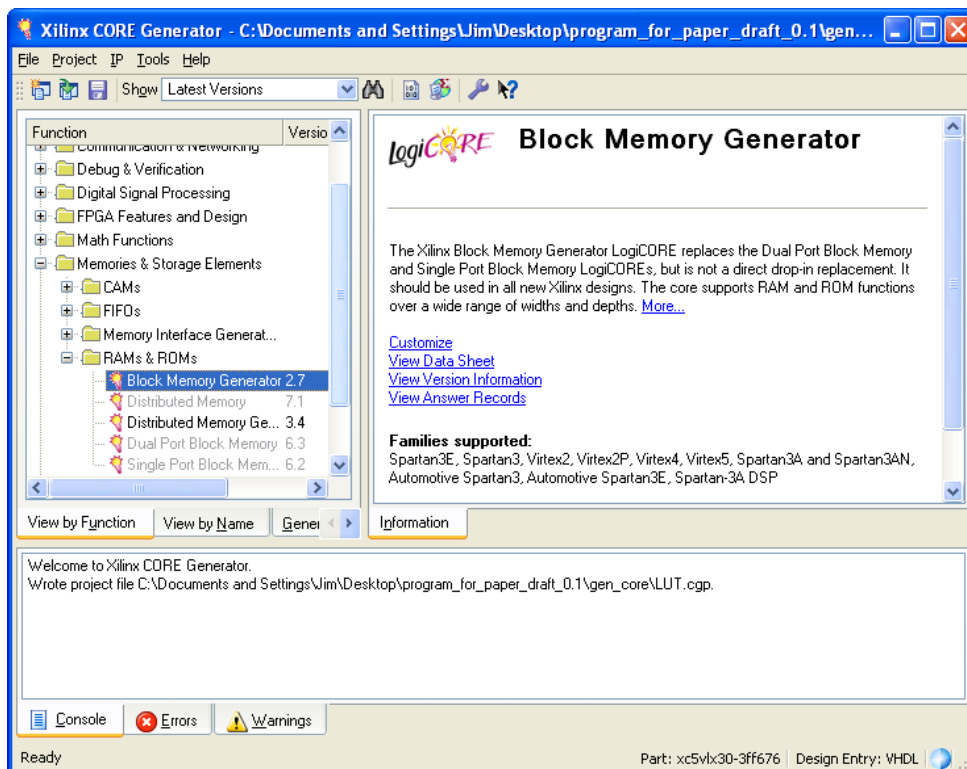 Xilinx CORE Generator - C:\Documents and Settings\Jim\Desktop\program_for_paper_draft_0.1\gen...
File Project IP Tools Help
Show Latest Versions
Function Versio
Communication & Networking
Debug & Verification
Digital Signal Processing
FPGA Features and Design
Math Functions
Memories & Storage Elements
CAMs
FIFOs
Memory Interface Generat...
RAMs & ROMs
Block Memory Generator 2.7
Distributed Memory 7.1
Distributed Memory Ge... 3.4
Dual Port Block Memory 6.3
Single Port Block Mem... 6.2
View by Function View by Name Gener
LogiCORE Block Memory Generator
The Xilinx Block Memory Generator LogiCORE replaces the Dual Port Block Memory
and Single Port Block Memory LogiCOREs, but is not a direct drop-in replacement. It
should be used in all new Xilinx designs. The core supports RAM and ROM functions
over a wide range of widths and depths. More...
Customize
View Data Sheet
View Version Information
View Answer Records
Families supported:
Spartan3E, Spartan3, Virtex2, Virtex2P, Virtex4, Virtex5, Spartan3A and Spartan3AN,
Automotive Spartan3, Automotive Spartan3E, Spartan-3A DSP
Information
Welcome to Xilinx CORE Generator.
Wrote project file C:\Documents and Settings\Jim\Desktop\program_for_paper_draft_0.1\gen_core\LUT.cgp.
Console Errors Warnings
Ready Part: xc5vlx30-3ff676 Design Entry: VHDL